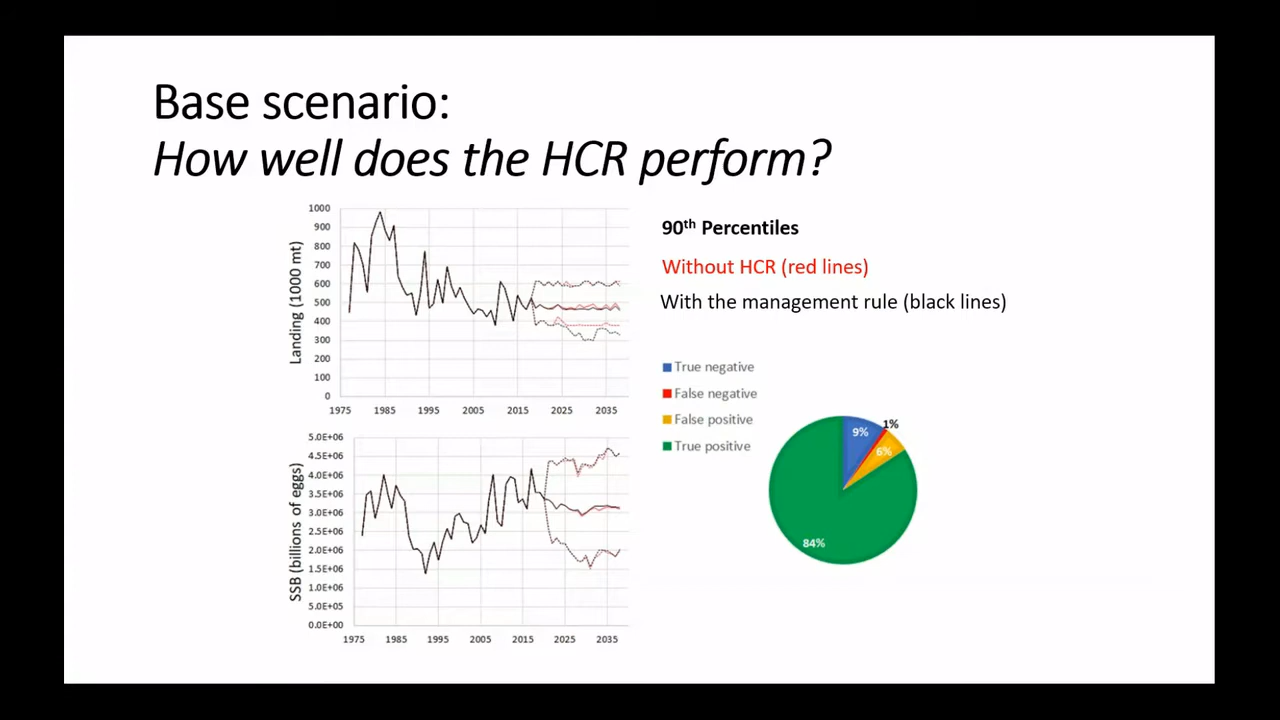 Base scenario:
How well does the HCR perform?
1000
900
800
700
600
500
400
300
200
100
0
Landing (1000 mt)
1975 1985 1995 2005 2015 2025 2035
5.0E+06
4.5E+06
4.0E+06
3.5E+06
3.0E+06
2.5E+06
2.0E+06
1.5E+06
1.0E+06
5.0E+05
0.0E+00
SSB (billions of eggs)
1975 1985 1995 2005 2015 2025 2035
90th Percentiles
Without HCR (red lines)
With the management rule (black lines)
True negative
False negative
False positive
True positive
9%
1%
6%
84%